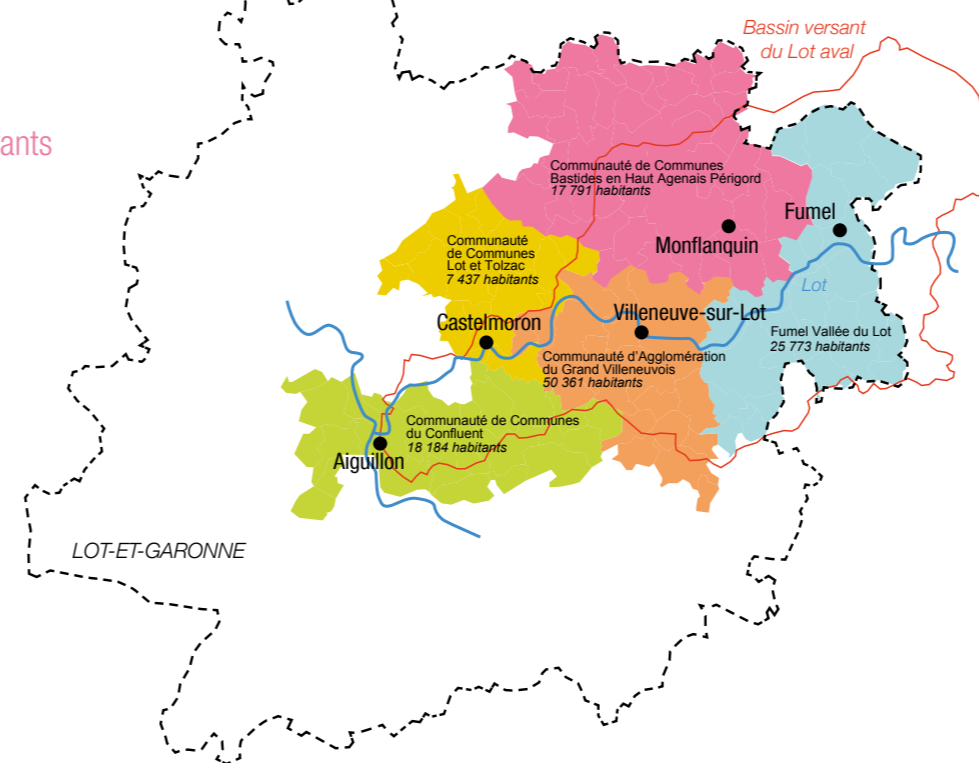 Bassin versant
du Lot aval
ants
Communauté de Communes
Bastides en Haut Agenais Périgord
17 791 habitants
Fumel
Monflanquin
Communauté
de Communes
Lot et Tolzac
7 437 habitants
Lot
Villeneuve-sur-Lot
Castelmoron
Fumel Vallée du Lot
25 773 habitants
Communauté d'Agglomération
du Grand Villeneuvois
50 361 habitants
Communauté de Communes
du Confluent
18 184 habitants
Aiguillon
LOT-ET-GARONNE